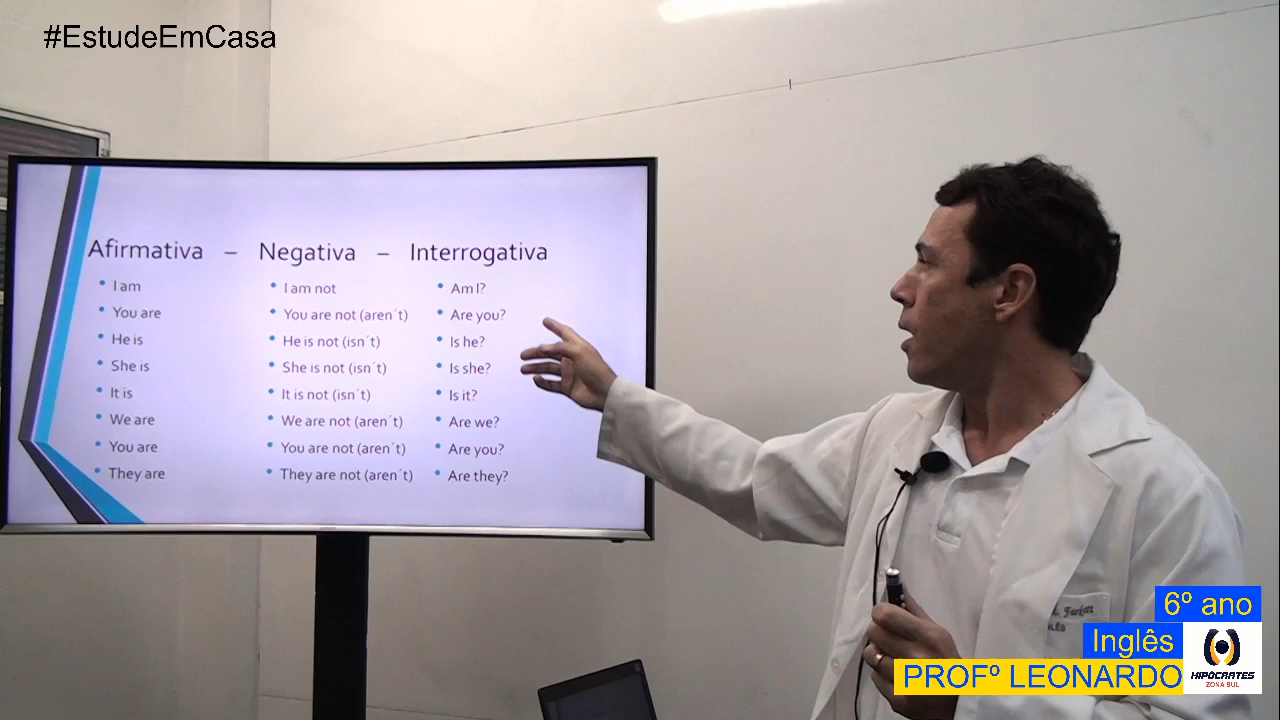 #EstudeEmCasa
Afirmativa – Negativa – Interrogativa
• I am • I am not • Am I?
• You are • You are not (aren´t) • Are you?
• He is • He is not (isn´t) • Is he?
• She is • She is not (isn´t) • Is she?
• It is • It is not (isn´t) • Is it?
• We are • We are not (aren´t) • Are we?
• You are • You are not (aren´t) • Are you?
• They are • They are not (aren´t) • Are they?
6º ano
Inglês
PROFº LEONARDO
HIPÓCRATES
ZONA SUL